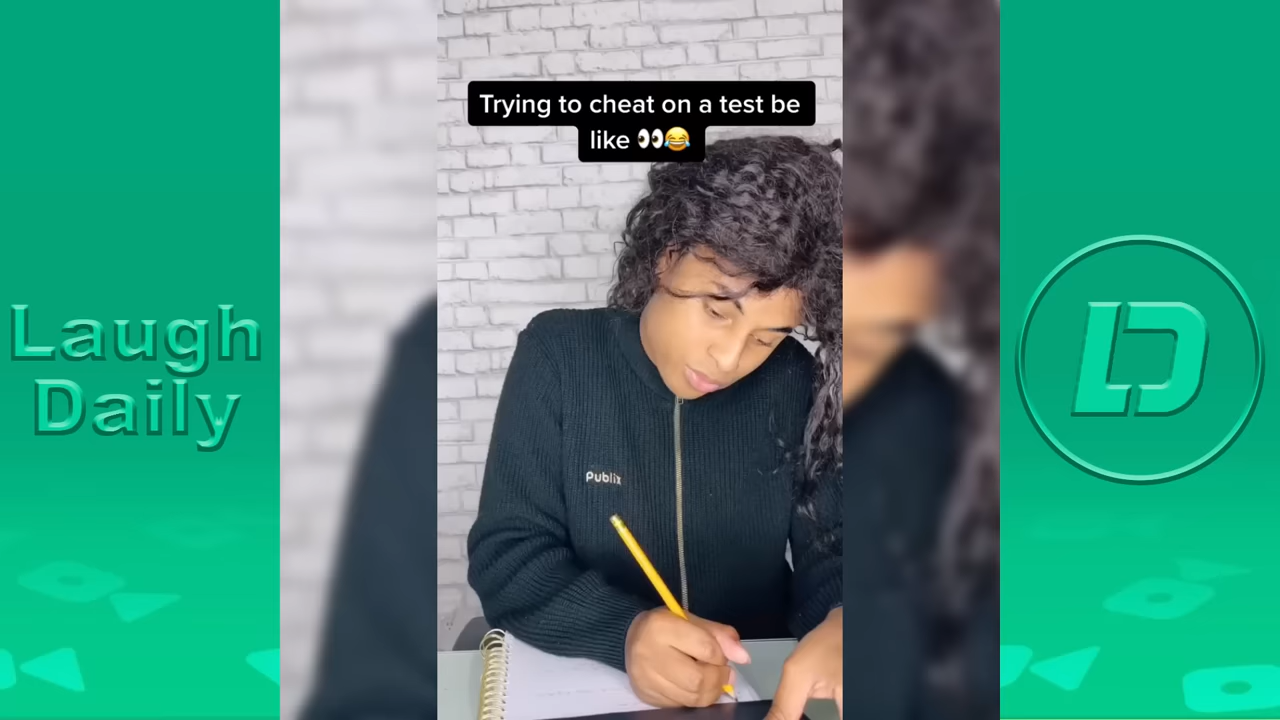 Laugh
Daily
Trying to cheat on a test be
like 👀😂
Publix
LD